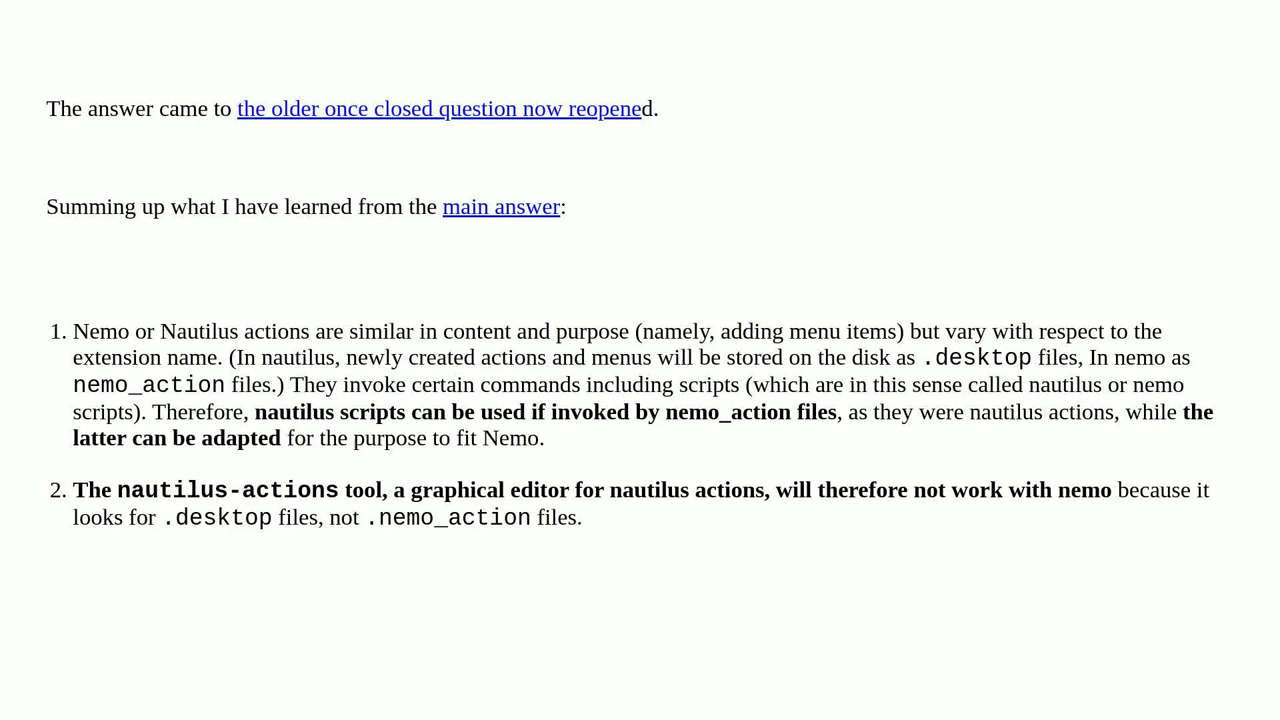 The answer came to the older once closed question now reopened.
Summing up what I have learned from the main answer:
1. Nemo or Nautilus actions are similar in content and purpose (namely, adding menu items) but vary with respect to the
extension name. (In nautilus, newly created actions and menus will be stored on the disk as .desktop files, In nemo as
nemo_action files.) They invoke certain commands including scripts (which are in this sense called nautilus or nemo
scripts). Therefore, nautilus scripts can be used if invoked by nemo_action files, as they were nautilus actions, while the
latter can be adapted for the purpose to fit Nemo.
2. The nautilus-actions tool, a graphical editor for nautilus actions, will therefore not work with nemo because it
looks for .desktop files, not .nemo_action files.